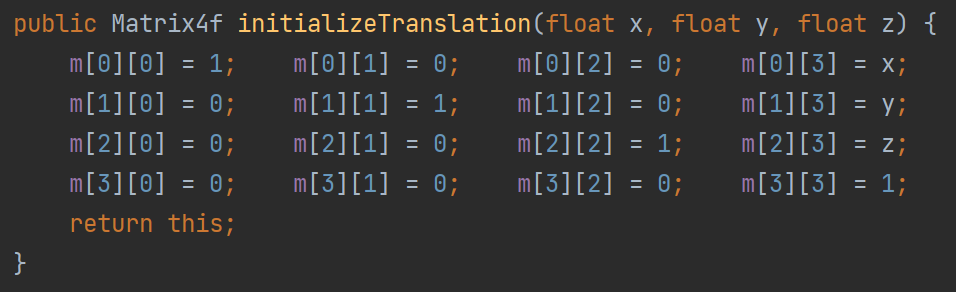 public Matrix4f initializeTranslation(float x, float y, float z) {
    m[0][0] = 1;    m[0][1] = 0;    m[0][2] = 0;    m[0][3] = x;
    m[1][0] = 0;    m[1][1] = 1;    m[1][2] = 0;    m[1][3] = y;
    m[2][0] = 0;    m[2][1] = 0;    m[2][2] = 1;    m[2][3] = z;
    m[3][0] = 0;    m[3][1] = 0;    m[3][2] = 0;    m[3][3] = 1;
    return this;
}